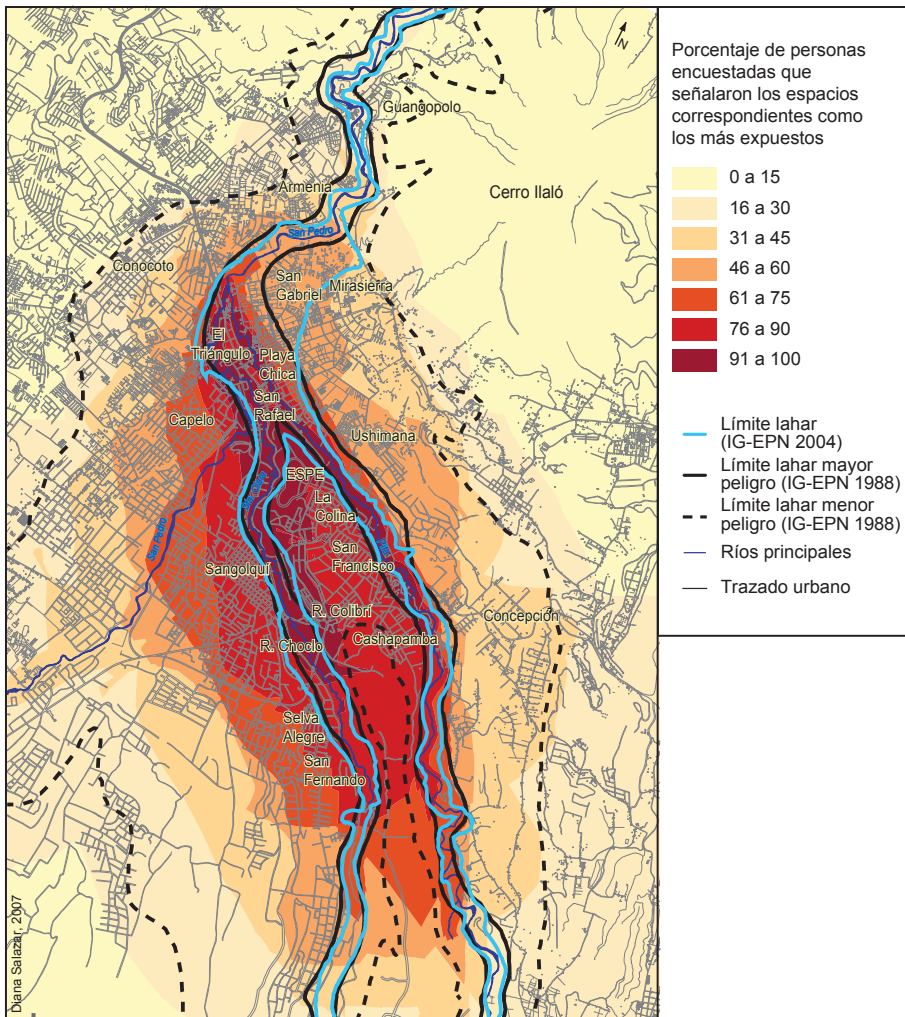 N
Guangopolo
Cerro Ilaló
Armenia
San Pedro
Conocoto
San
Gabriel
Mirasierra
El
Triángulo
Playa
Chica
San
Rafael
Capelo
Ushimana
ESPE
La
Colina
San Pedro
San
Francisco
Sangolquí
R. Colibrí
Concepción
R. Choclo
Cashapamba
Selva
Alegre
San
Fernando
Diana Salazar, 2007
Porcentaje de personas
encuestadas que
señalaron los espacios
correspondientes como
los más expuestos
0 a 15
16 a 30
31 a 45
46 a 60
61 a 75
76 a 90
91 a 100
Límite lahar
(IG-EPN 2004)
Límite lahar mayor
peligro (IG-EPN 1988)
Límite lahar menor
peligro (IG-EPN 1988)
Ríos principales
Trazado urbano